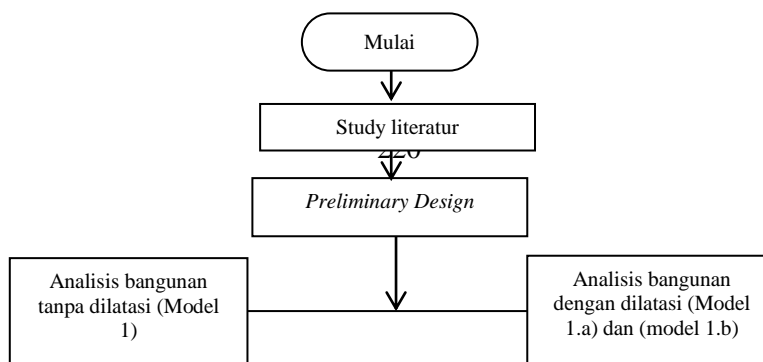 Mulai
Study literatur
220
Preliminary Design
Analisis bangunan
tanpa dilatasi (Model
1)
Analisis bangunan
dengan dilatasi (Model
1.a) dan (model 1.b)